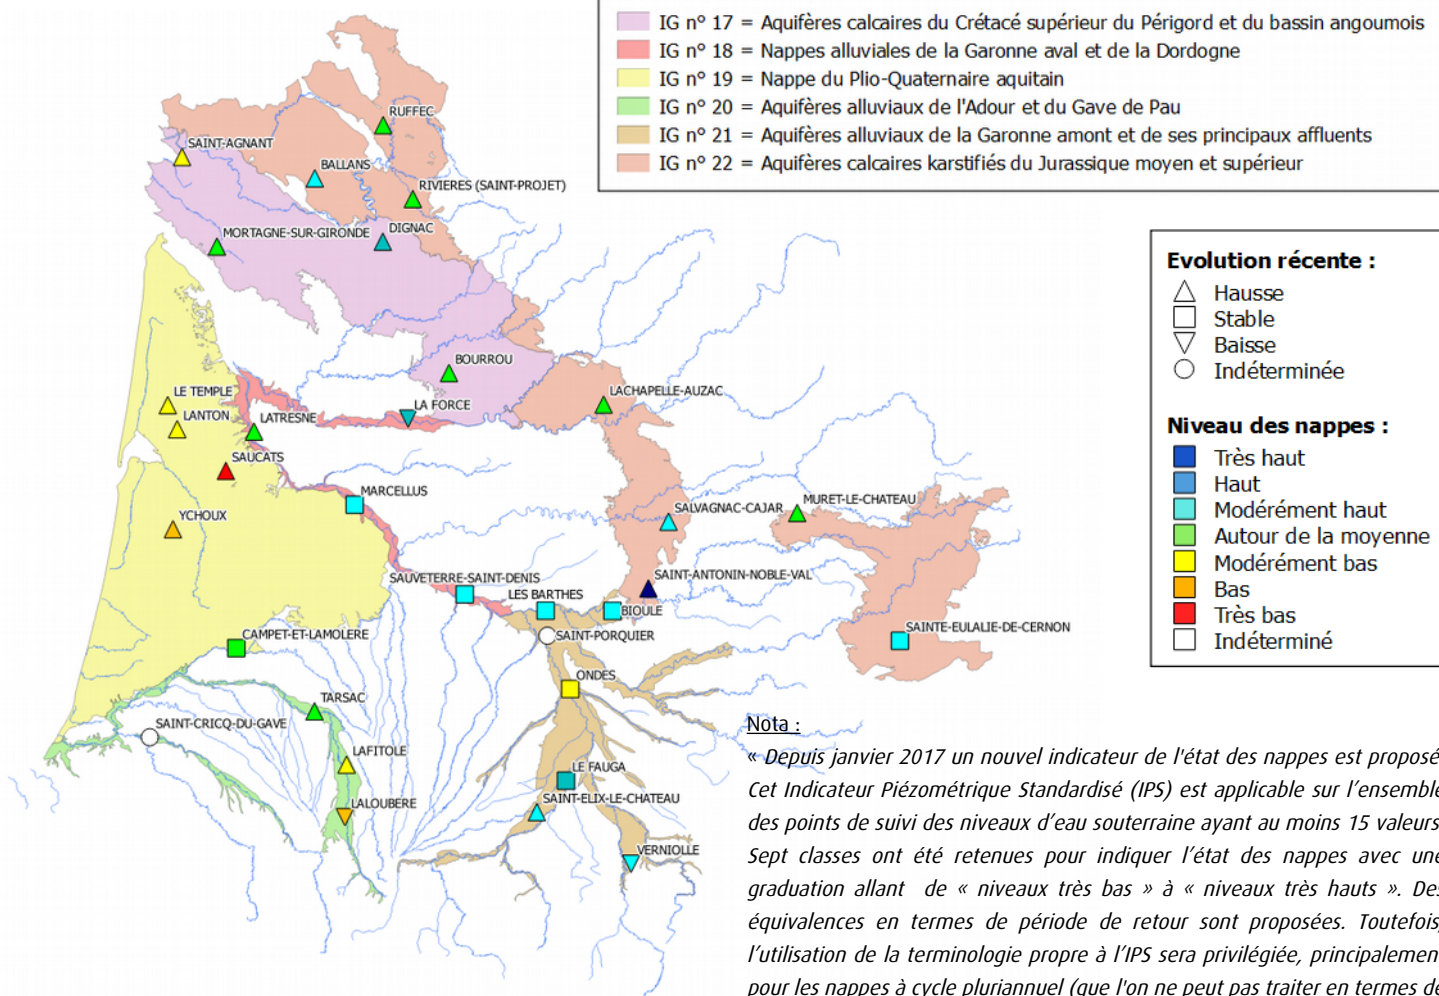 IG n° 17 = Aquifères calcaires du Crétacé supérieur du Périgord et du bassin angoumois
IG n° 18 = Nappes alluviales de la Garonne aval et de la Dordogne
IG n° 19 = Nappe du Plio-Quaternaire aquitain
IG n° 20 = Aquifères alluviaux de l'Adour et du Gave de Pau
IG n° 21 = Aquifères alluviaux de la Garonne amont et de ses principaux affluents
IG n° 22 = Aquifères calcaires karstifiés du Jurassique moyen et supérieur
RUFFEC
SAINT-AGNANT
BALLANS
RIVIERES (SAINT-PROJET)
MORTAGNE-SUR-GIRONDE
DIGNAC
BOURROU
LE TEMPLE
LANTON
LATRESNE
LA FORCE
LACHAPELLE-AUZAC
SAUCATS
MARCELLUS
YCHOUX
SALVAGNAC-CAJAR
MURET-LE-CHATEAU
SAUVETERRE-SAINT-DENIS
LES BARTHES
SAINT-ANTONIN-NOBLE-VAL
BIOULE
CAMPET-ET-LAMOLERE
SAINT-PORQUIER
SAINTE-EULALIE-DE-CERNON
ONDES
TARSAC
SAINT-CRICQ-DU-GAVE
LAFITOLE
LE FAUGA
LALOUBERE
SAINT-ELIX-LE-CHATEAU
VERNIOLLE
Evolution récente :
Hausse
Stable
Baisse
Indéterminée
Niveau des nappes :
Très haut
Haut
Modérément haut
Autour de la moyenne
Modérément bas
Bas
Très bas
Indéterminé
Nota :
« Depuis janvier 2017 un nouvel indicateur de l'état des nappes est proposé
Cet Indicateur Piézométrique Standardisé (IPS) est applicable sur l'ensemble
des points de suivi des niveaux d'eau souterraine ayant au moins 15 valeurs
Sept classes ont été retenues pour indiquer l'état des nappes avec une
graduation allant de « niveaux très bas » à « niveaux très hauts ». Des
équivalences en termes de période de retour sont proposées. Toutefois,
l'utilisation de la terminologie propre à l'IPS sera privilégiée, principalemen
pour les nappes à cycle pluriannuel (que l'on ne peut pas traiter en termes de